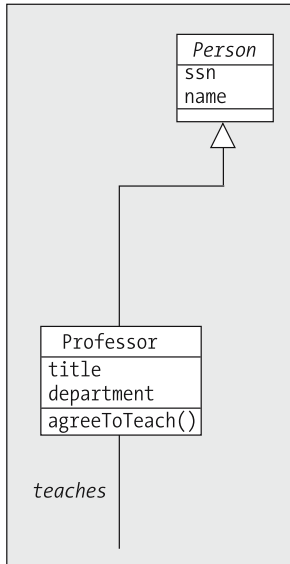 Person
ssn
name
Professor
title
department
agreeToTeach()
teaches